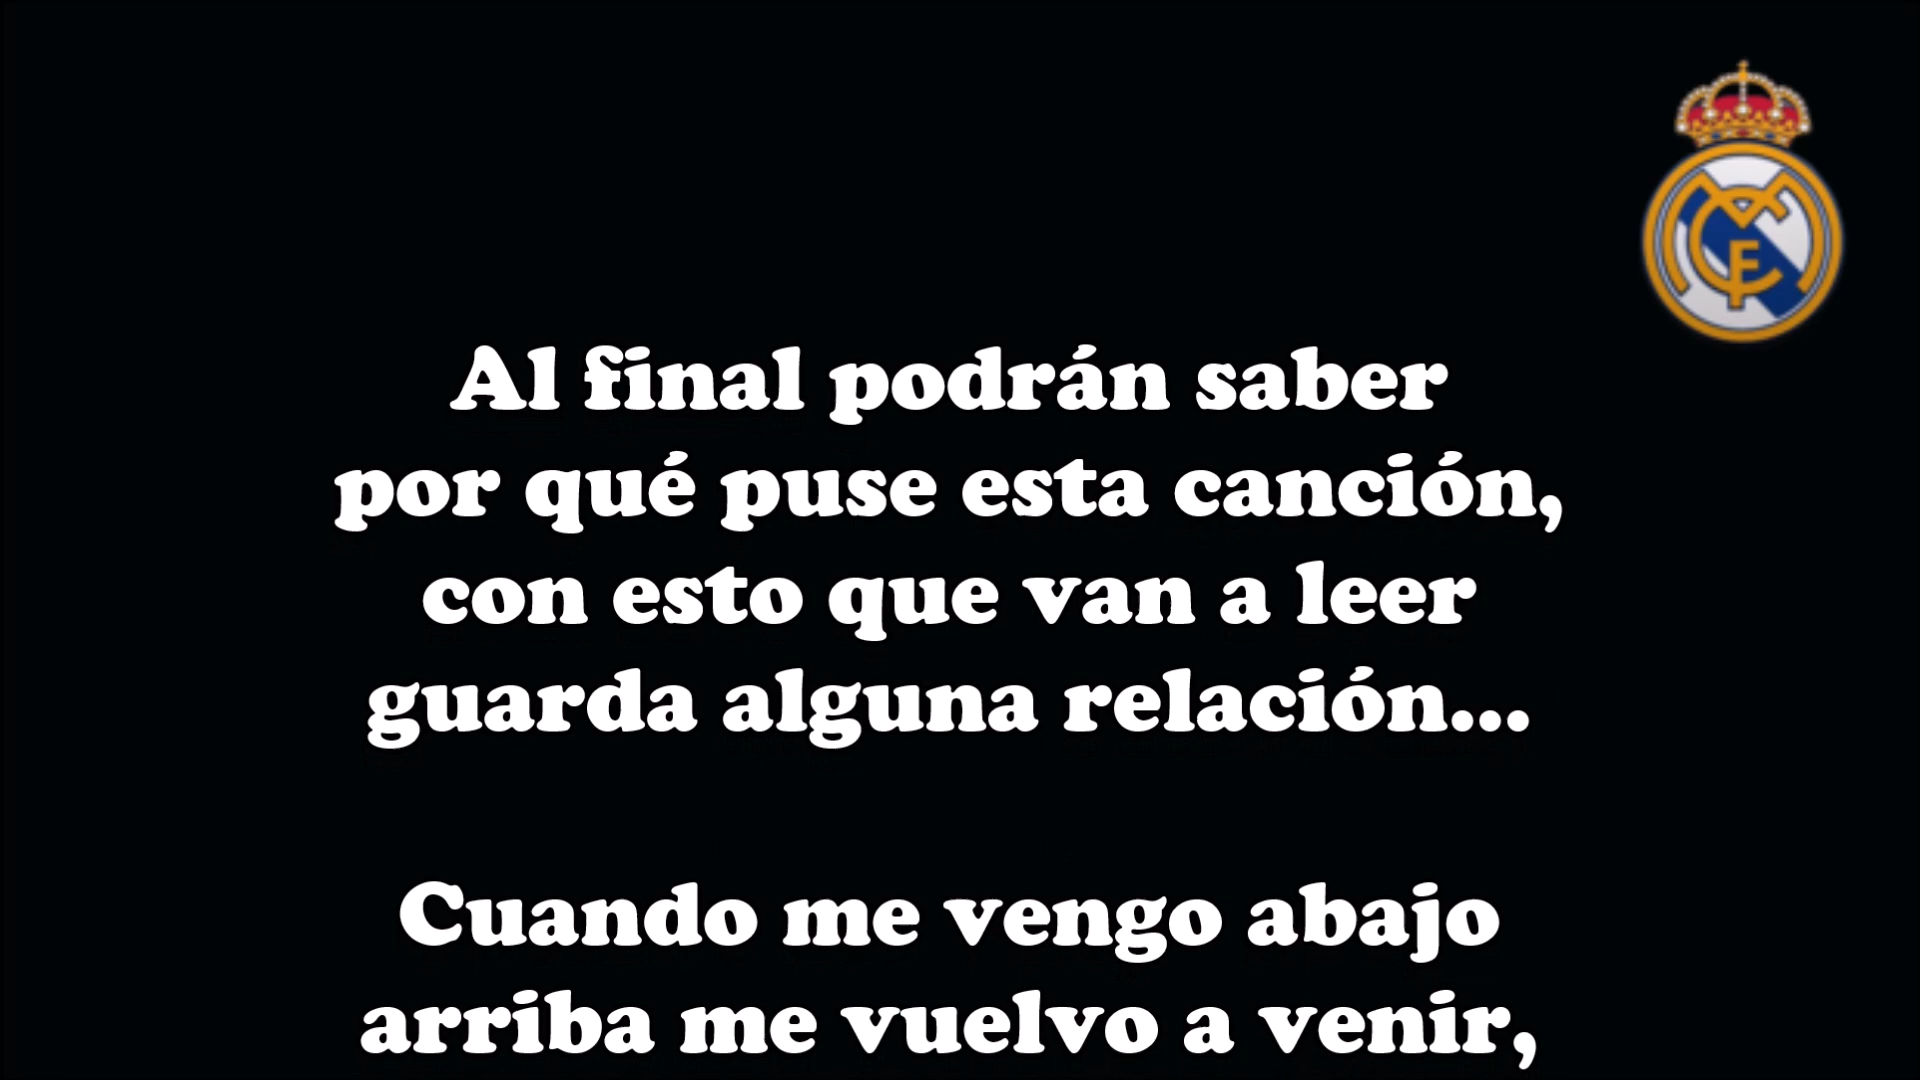 Al final podrán saber
por qué puse esta canción,
con esto que van a leer
guarda alguna relación...
Cuando me vengo abajo
arriba me vuelvo a venir,